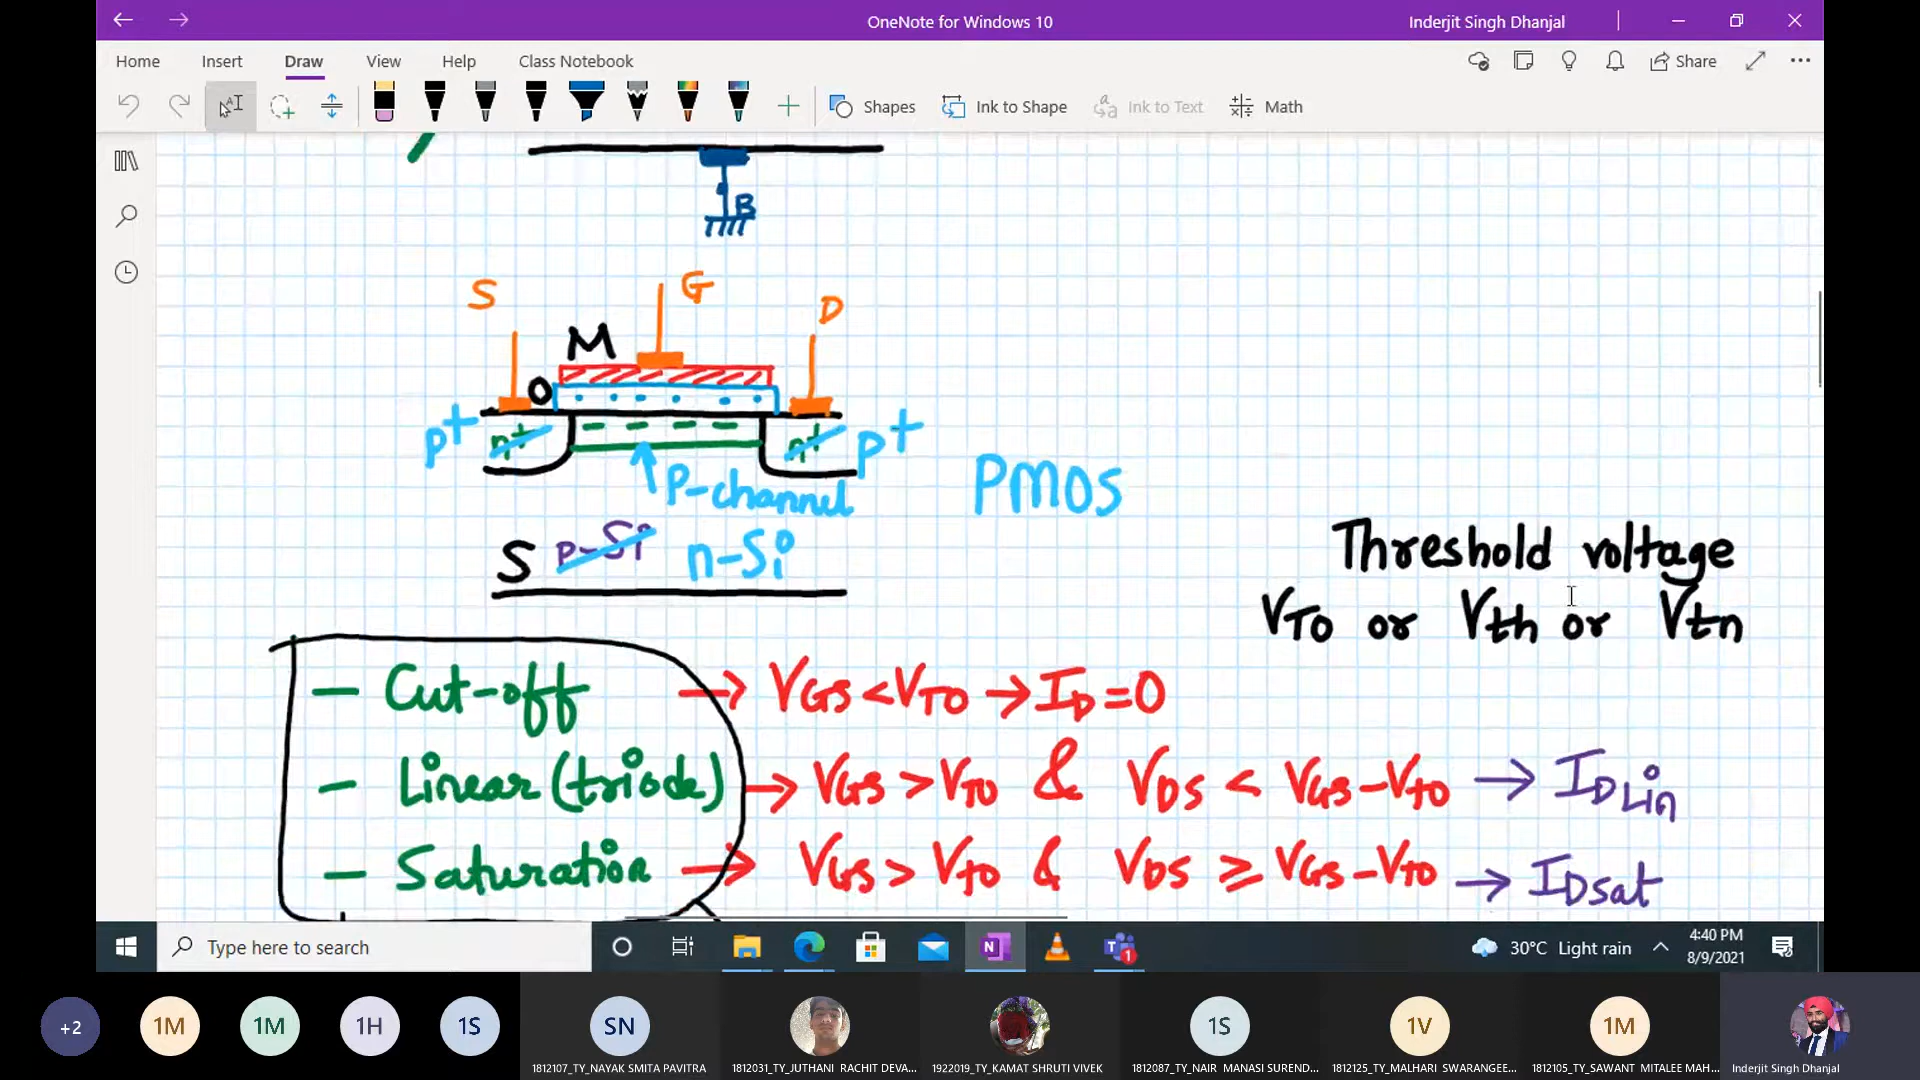 OneNote for Windows 10
Inderjit Singh Dhanjal
Home Insert Draw View Help Class Notebook
Share
Shapes Ink to Shape Ink to Text Math
B
S G D
M
O
p+ n+ n+ p+
P-channel
PMOS
S p-Si n-Si
Threshold voltage
VTO or Vth or Vtn
- Cut-off → VGS < VTO → ID = 0
- Linear (triode) → VGS > VTO & VDS < VGS - VTO → IDLin
- Saturation → VGS > VTO & VDS ≥ VGS - VTO → IDsat
Type here to search
30°C Light rain
4:40 PM
8/9/2021
1
+2 1M 1M 1H 1S SN 1S 1V 1M
1812107_TY_NAYAK SMITA PAVITRA
1812031_TY_JUTHANI RACHIT DEVA...
1922019_TY_KAMAT SHRUTI VIVEK
1812087_TY_NAIR MANASI SUREND...
1812125_TY_MALHARI SWARANGEE...
1812105_TY_SAWANT MITALEE MAH...
Inderjit Singh Dhanjal